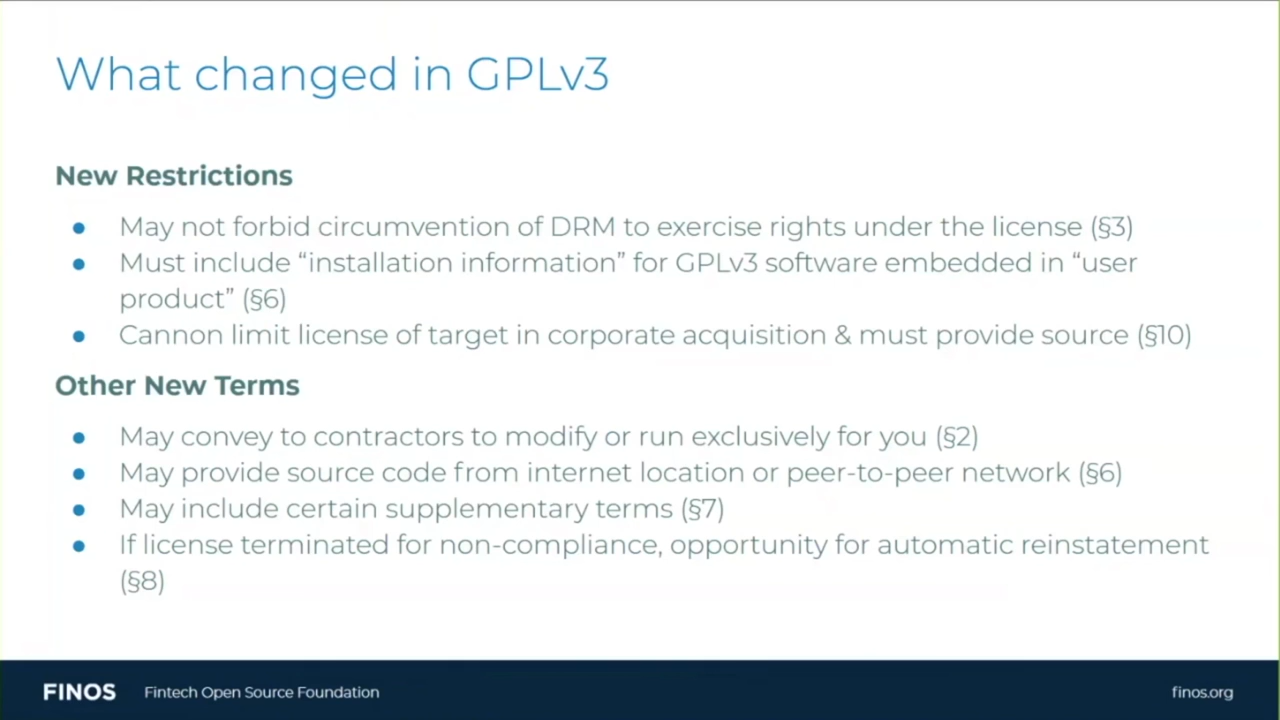 What changed in GPLv3
New Restrictions
● May not forbid circumvention of DRM to exercise rights under the license (§3)
● Must include “installation information” for GPLv3 software embedded in “user
product” (§6)
● Cannon limit license of target in corporate acquisition & must provide source (§10)
Other New Terms
● May convey to contractors to modify or run exclusively for you (§2)
● May provide source code from internet location or peer-to-peer network (§6)
● May include certain supplementary terms (§7)
● If license terminated for non-compliance, opportunity for automatic reinstatement
(§8)
FINOS Fintech Open Source Foundation finos.org